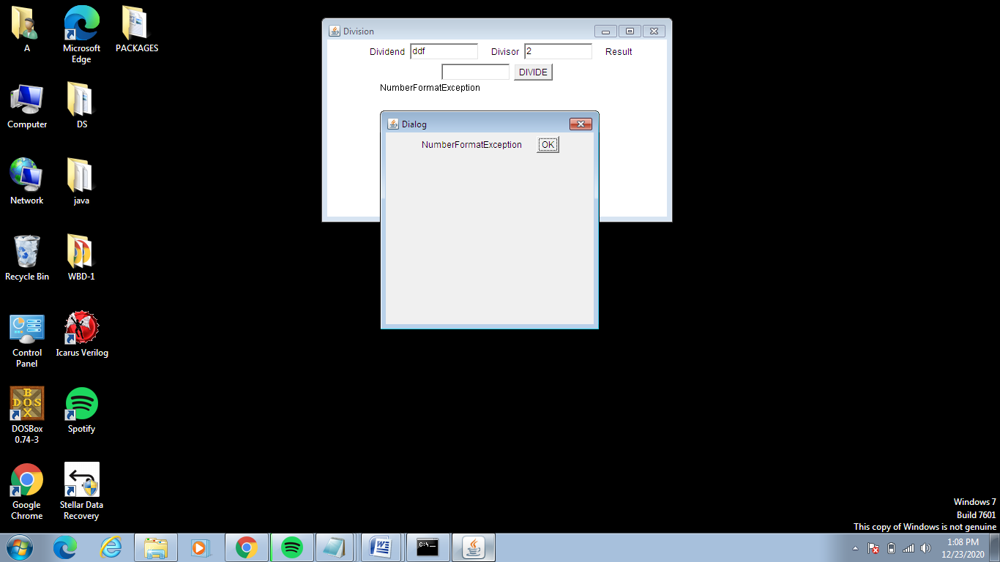 A
Microsoft
Edge
PACKAGES
Computer
DS
Network
java
Recycle Bin
WBD-1
Control
Panel
Icarus Verilog
BDOSX
DOSBox
0.74-3
Spotify
Google
Chrome
Stellar Data
Recovery
Division
Dividend ddf Divisor 2 Result
DIVIDE
NumberFormatException
Dialog
NumberFormatException OK
Windows 7
Build 7601
This copy of Windows is not genuine
C:\_
1:08 PM
12/23/2020